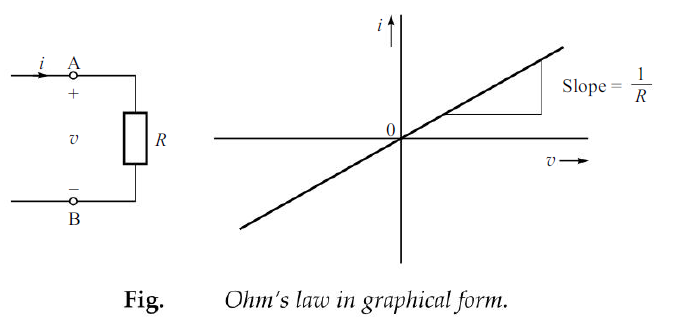 i A
+
v
R
−
B
i
0
v
Slope = 1/R
Fig. Ohm's law in graphical form.